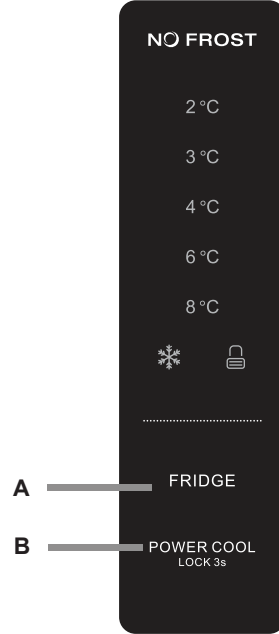 NO FROST
2 °C
3 °C
4 °C
6 °C
8 °C
A FRIDGE
B POWER COOL
LOCK 3s